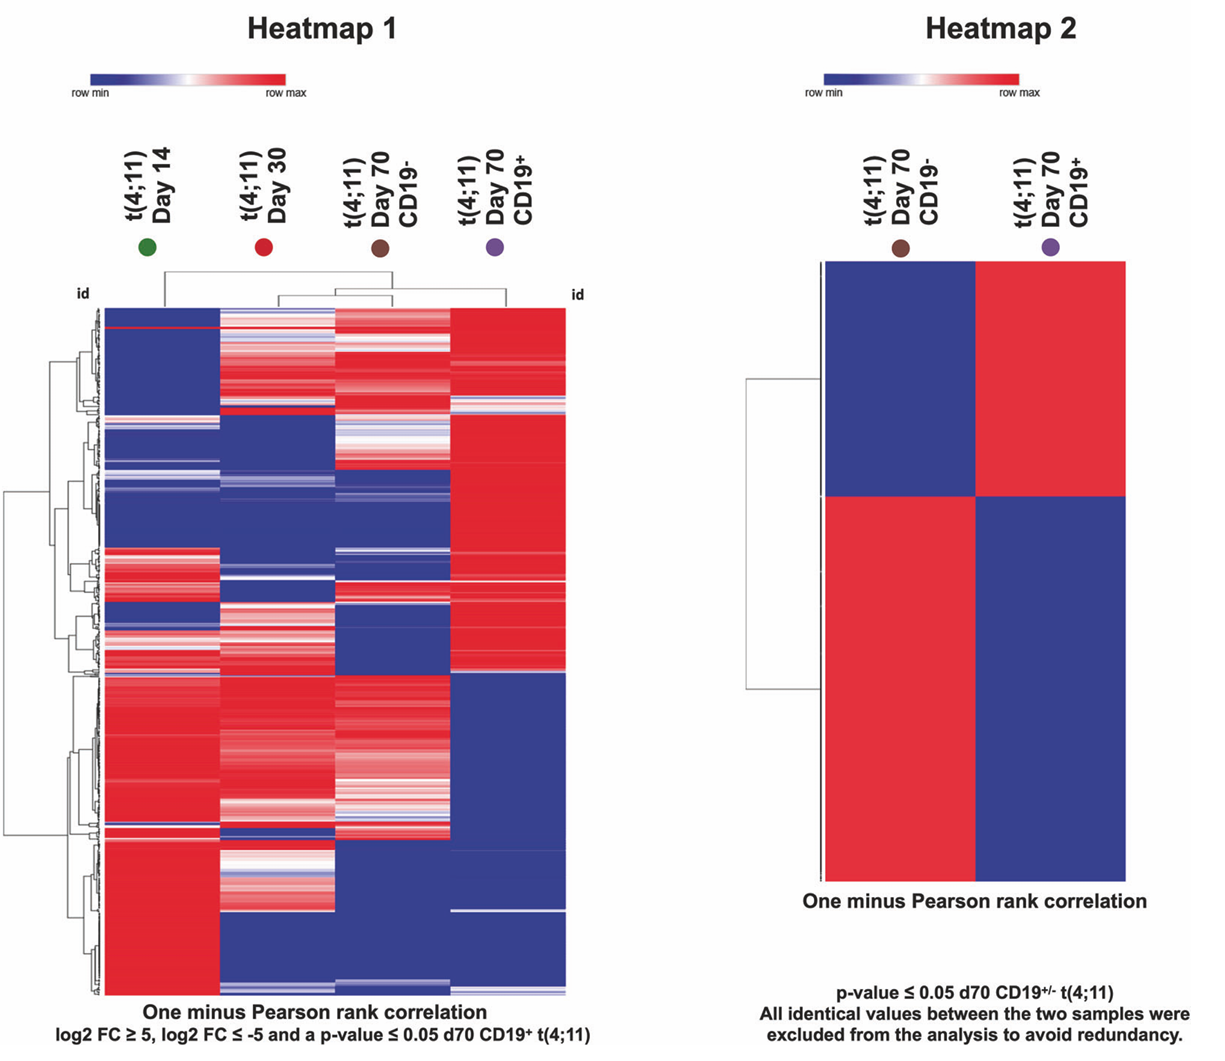 Heatmap 1
Heatmap 2
row min
row max
row min
row max
t(4;11)
Day 14
t(4;11)
Day 30
t(4;11)
Day 70
CD19-
t(4;11)
Day 70
CD19+
t(4;11)
Day 70
CD19-
t(4;11)
Day 70
CD19+
id
id
One minus Pearson rank correlation
log2 FC ≥ 5, log2 FC ≤ -5 and a p-value ≤ 0.05 d70 CD19+ t(4;11)
One minus Pearson rank correlation
p-value ≤ 0.05 d70 CD19+/- t(4;11)
All identical values between the two samples were
excluded from the analysis to avoid redundancy.